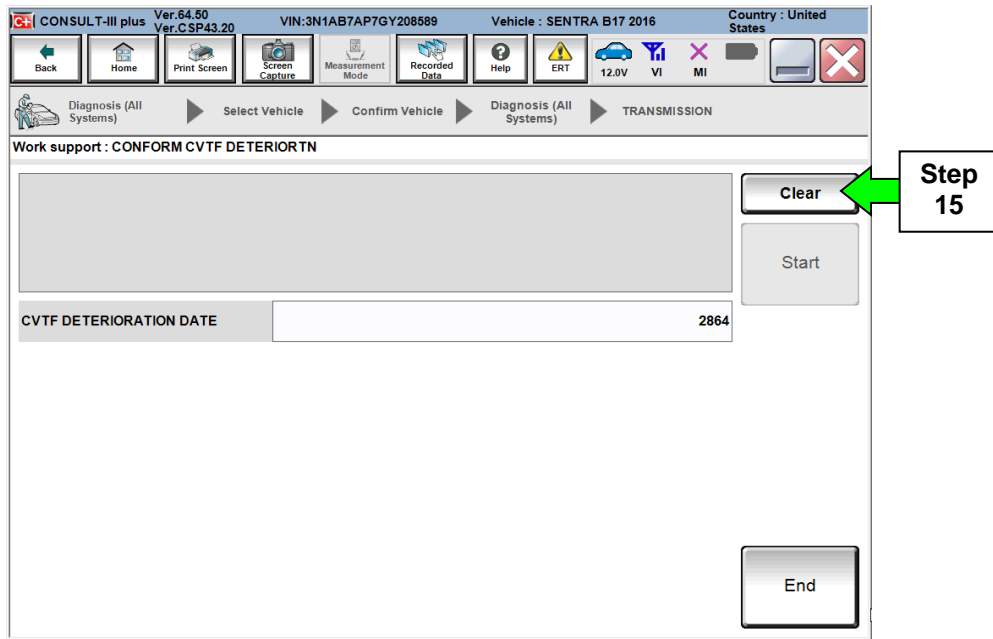 C+ CONSULT-III plus Ver.64.50
Ver.CSP43.20
VIN:3N1AB7AP7GY208589
Vehicle : SENTRA B17 2016
Country : United
States
Back
Home
Print Screen
Screen
Capture
Measurement
Mode
Recorded
Data
Help
ERT
12.0V
VI
MI
Diagnosis (All
Systems)
Select Vehicle
Confirm Vehicle
Diagnosis (All
Systems)
TRANSMISSION
Work support : CONFORM CVTF DETERIORTN
Clear
Step
15
Start
CVTF DETERIORATION DATE
2864
End